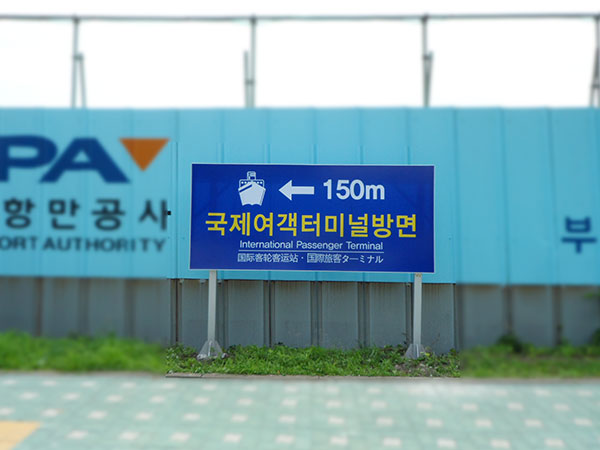 PA
항만공사
ORT AUTHORITY
← 150m
국제여객터미널방면
International Passenger Terminal
国际客轮客运站 · 国際旅客ターミナル
부